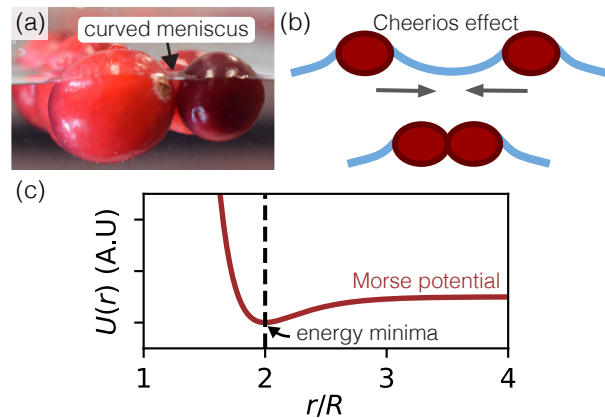 (a)
curved meniscus
(b)
Cheerios effect
(c)
U(r) (A.U)
Morse potential
energy minima
1 2 3 4
r/R